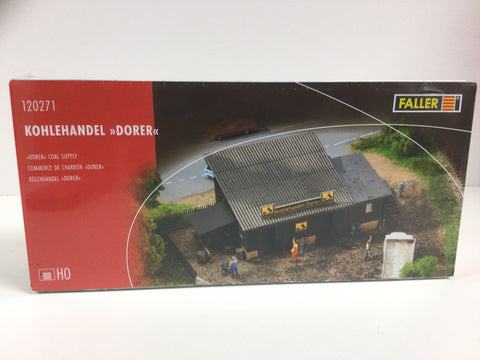 120271
KOHLEHANDEL »DORER«
»DORER« COAL SUPPLY
COMMERCE DE CHARBON »DORER«
KOLENHANDEL »DORER«
H0
FALLER
Kohlehandel Dorer